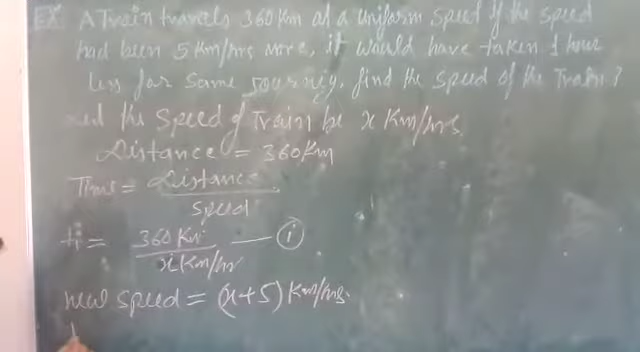 Ex: A Train travels 360 Km at a uniform speed if the speed
had been 5 Km/hrs more, it would have taken 1 hour
less for same journey, find the speed of the Train?
the Speed of Train be x Km/hrs.
Distance = 360 Km
Time = Distance / Speed
t₁ = 360 Km / x Km/hr — (i)
new speed = (x+5) Km/hrs.